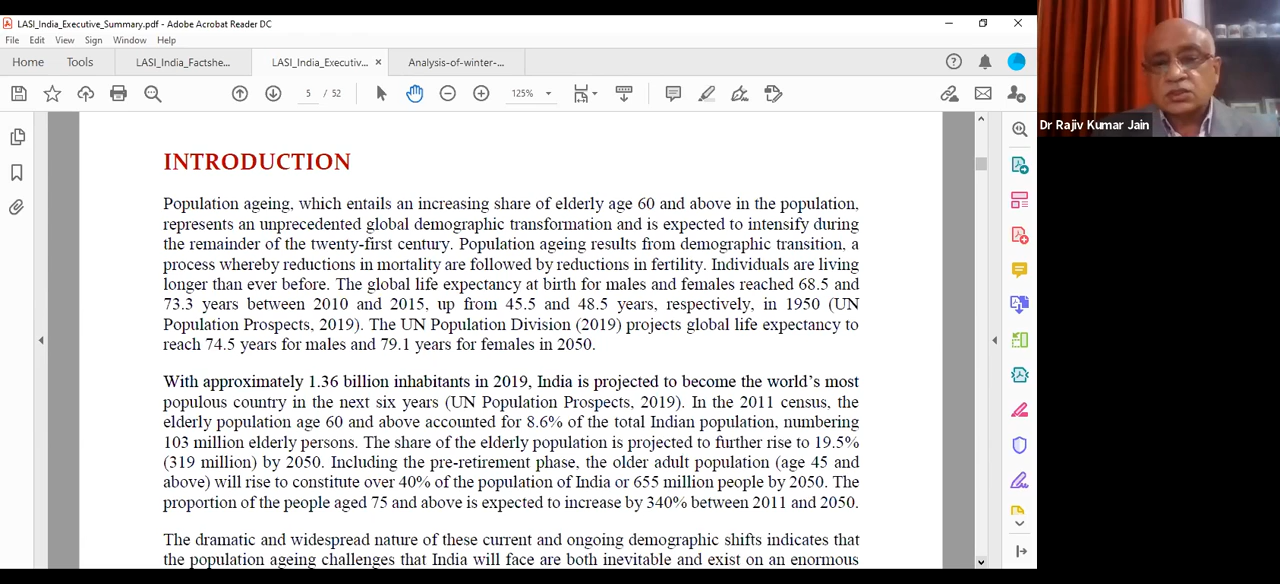 LASI_India_Executive_Summary.pdf - Adobe Acrobat Reader DC
File Edit View Sign Window Help
Home Tools LASI_India_Factshe... LASI_India_Executiv... × Analysis-of-winter-...
5 / 52 125%
Dr Rajiv Kumar Jain
INTRODUCTION
Population ageing, which entails an increasing share of elderly age 60 and above in the population,
represents an unprecedented global demographic transformation and is expected to intensify during
the remainder of the twenty-first century. Population ageing results from demographic transition, a
process whereby reductions in mortality are followed by reductions in fertility. Individuals are living
longer than ever before. The global life expectancy at birth for males and females reached 68.5 and
73.3 years between 2010 and 2015, up from 45.5 and 48.5 years, respectively, in 1950 (UN
Population Prospects, 2019). The UN Population Division (2019) projects global life expectancy to
reach 74.5 years for males and 79.1 years for females in 2050.
With approximately 1.36 billion inhabitants in 2019, India is projected to become the world's most
populous country in the next six years (UN Population Prospects, 2019). In the 2011 census, the
elderly population age 60 and above accounted for 8.6% of the total Indian population, numbering
103 million elderly persons. The share of the elderly population is projected to further rise to 19.5%
(319 million) by 2050. Including the pre-retirement phase, the older adult population (age 45 and
above) will rise to constitute over 40% of the population of India or 655 million people by 2050. The
proportion of the people aged 75 and above is expected to increase by 340% between 2011 and 2050.
The dramatic and widespread nature of these current and ongoing demographic shifts indicates that
the population ageing challenges that India will face are both inevitable and exist on an enormous